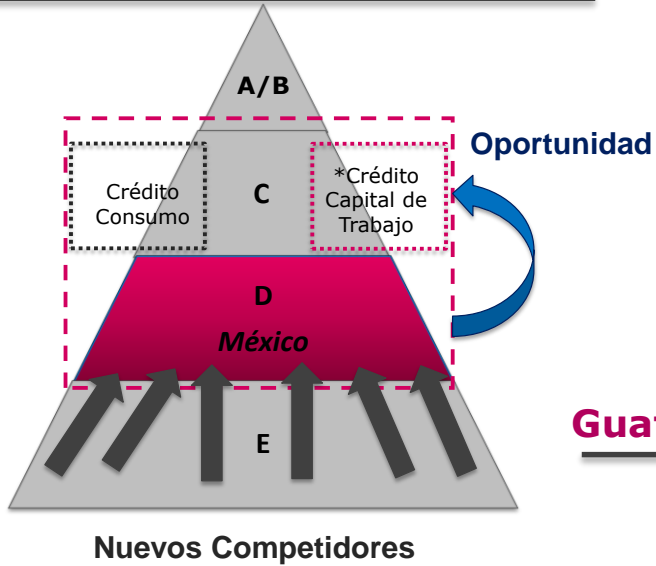 A/B
Oportunidad
Crédito
Consumo
C
*Crédito
Capital de
Trabajo
D
México
E
Nuevos Competidores